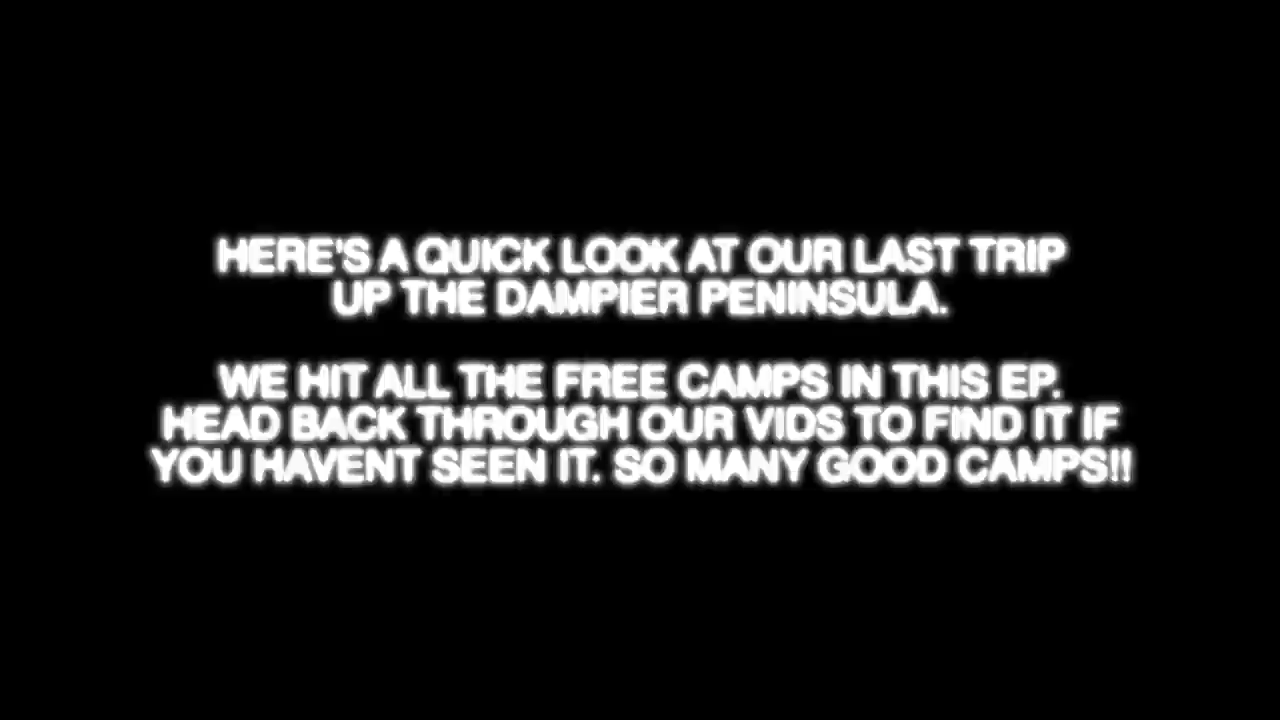 HERE'S A QUICK LOOK AT OUR LAST TRIP
UP THE DAMPIER PENINSULA.
WE HIT ALL THE FREE CAMPS IN THIS EP.
HEAD BACK THROUGH OUR VIDS TO FIND IT IF
YOU HAVENT SEEN IT. SO MANY GOOD CAMPS!!